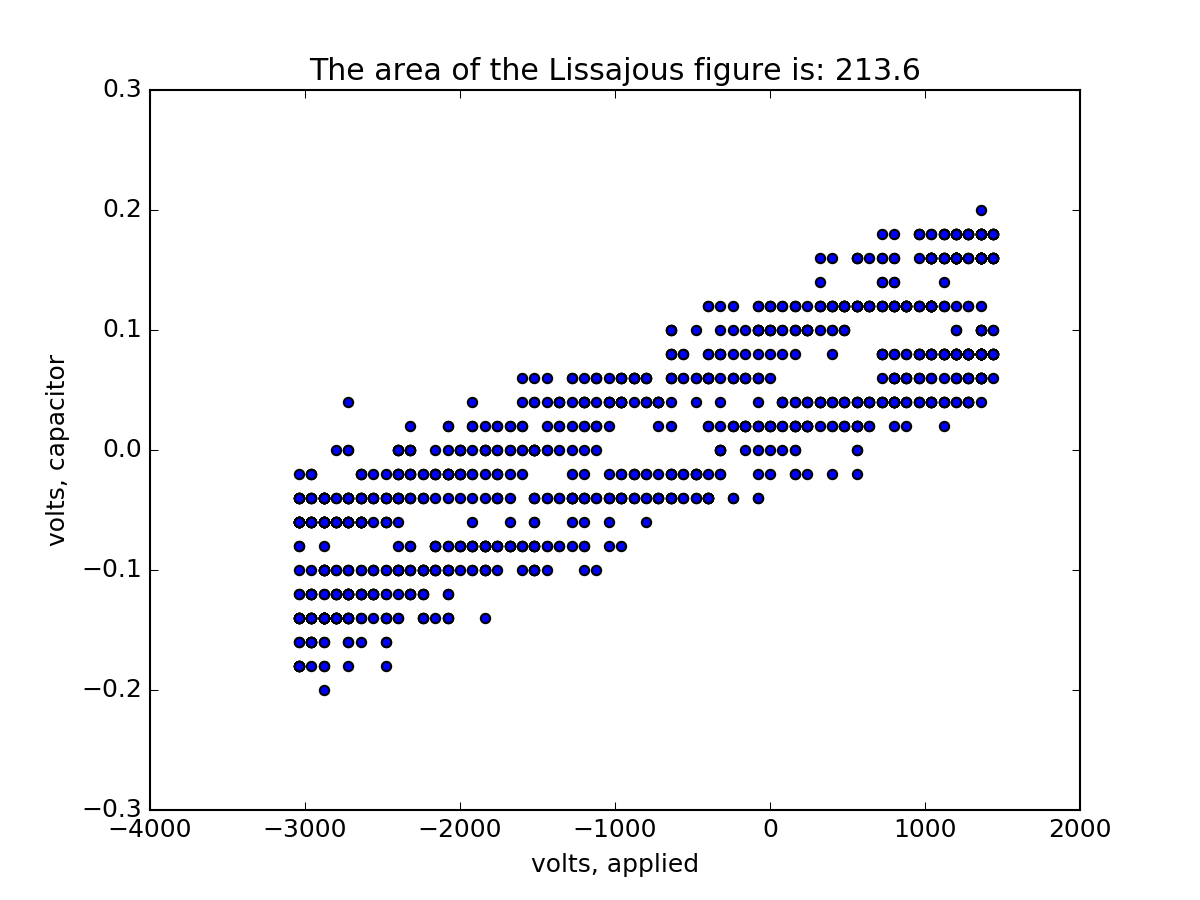 The area of the Lissajous figure is: 213.6
0.3
0.2
0.1
0.0
−0.1
−0.2
−0.3
volts, capacitor
−4000 −3000 −2000 −1000 0 1000 2000
volts, applied